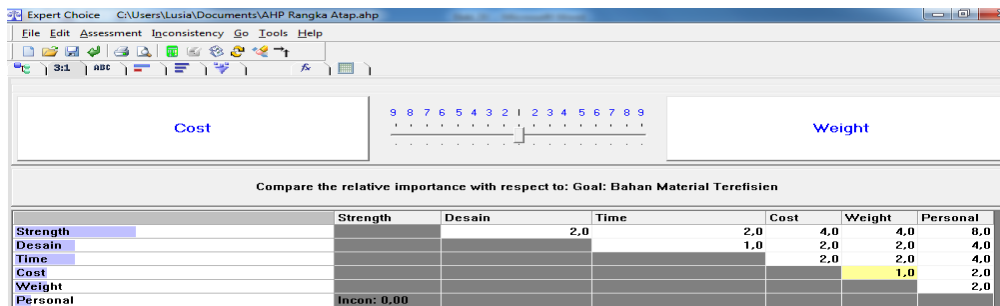 Expert Choice C:\Users\Lusia\Documents\AHP Rangka Atap.ahp
File Edit Assessment Inconsistency Go Tools Help
3:1 ABC fx
9 8 7 6 5 4 3 2 1 2 3 4 5 6 7 8 9
Cost Weight
Compare the relative importance with respect to: Goal: Bahan Material Terefisien
Strength Desain Time Cost Weight Personal
Strength 2,0 2,0 4,0 4,0 8,0
Desain 1,0 2,0 2,0 4,0
Time 2,0 2,0 4,0
Cost 1,0 2,0
Weight 2,0
Personal Incon: 0,00